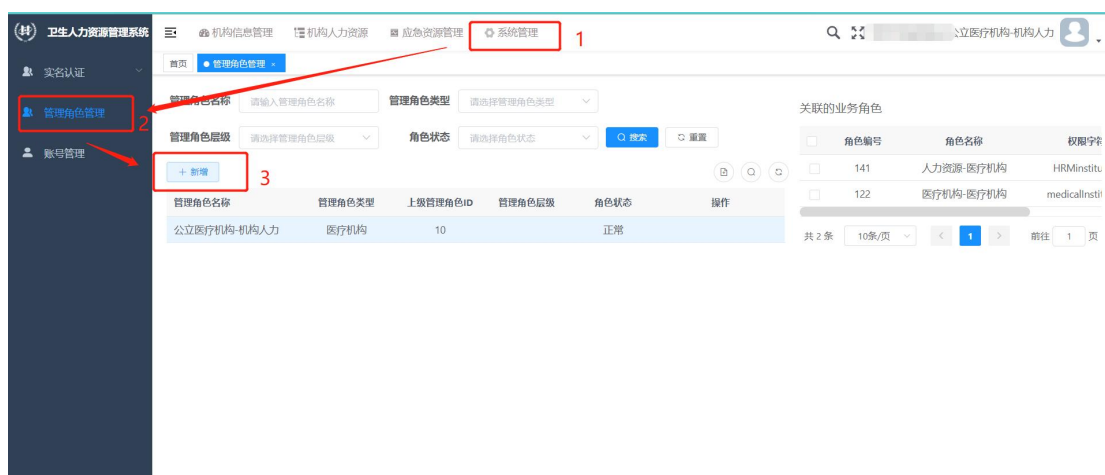 卫生人力资源管理系统
机构信息管理 机构人力资源 应急资源管理 系统管理 1
公立医疗机构-机构人力
首页 管理角色管理 ×
实名认证
管理角色管理 2
账号管理
管理角色名称 请输入管理角色名称 管理角色类型 请选择管理角色类型
管理角色层级 请选择管理角色层级 角色状态 请选择角色状态 搜索 重置
+ 新增 3
管理角色名称 管理角色类型 上级管理角色ID 管理角色层级 角色状态 操作
公立医疗机构-机构人力 医疗机构 10 正常
关联的业务角色
角色编号 角色名称 权限字符
141 人力资源-医疗机构 HRMinstitu
122 医疗机构-医疗机构 medicalInstit
共 2 条 10条/页 < 1 > 前往 1 页